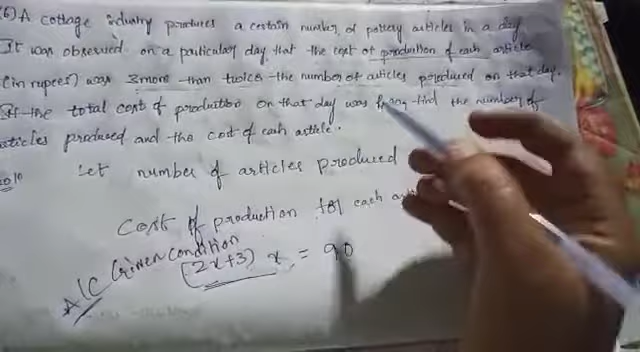 6) A cottage industry produces a certain number of pottery articles in a day
It was observed on a particular day that the cost of production of each article
(in rupees) was 3 more than twice the number of articles produced on that day.
If the total cost of production on that day was find the number of
articles produced and the cost of each article.
Let number of articles produced
Cost of production for each
A/C Given condition
(2x+3) x = 90